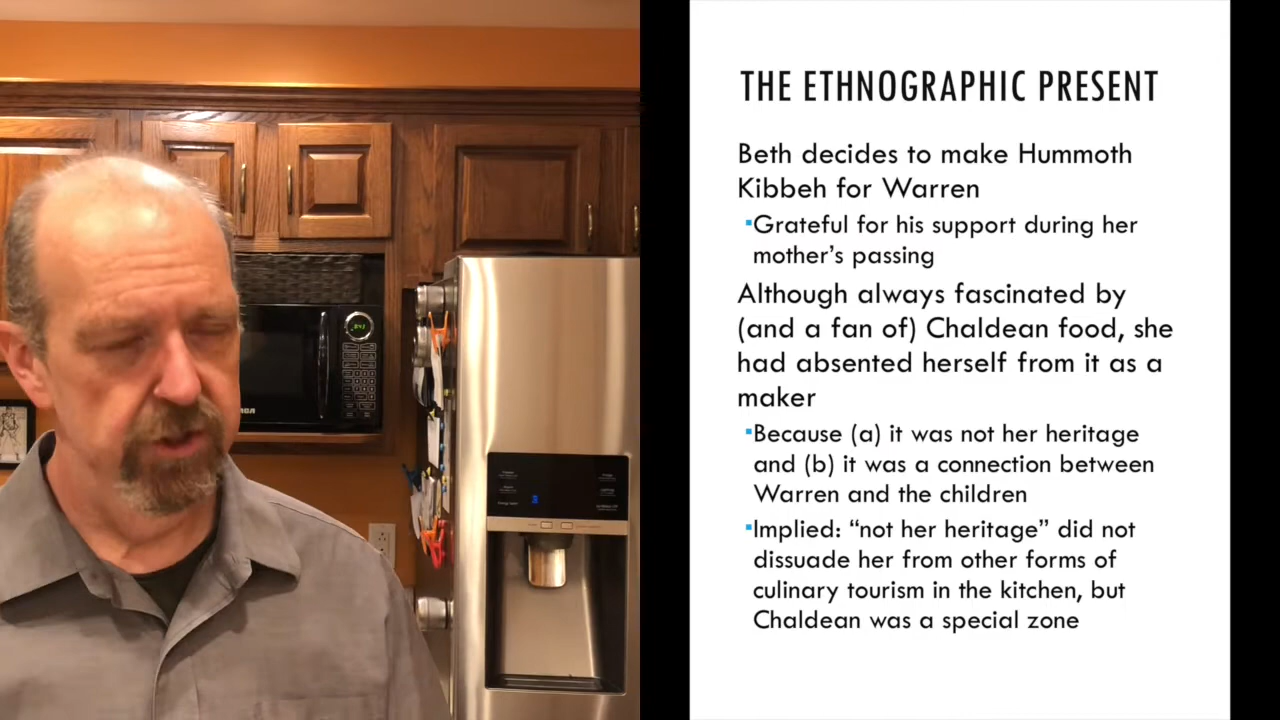 THE ETHNOGRAPHIC PRESENT
Beth decides to make Hummoth
Kibbeh for Warren
Grateful for his support during her
mother’s passing
Although always fascinated by
(and a fan of) Chaldean food, she
had absented herself from it as a
maker
Because (a) it was not her heritage
and (b) it was a connection between
Warren and the children
Implied: “not her heritage” did not
dissuade her from other forms of
culinary tourism in the kitchen, but
Chaldean was a special zone